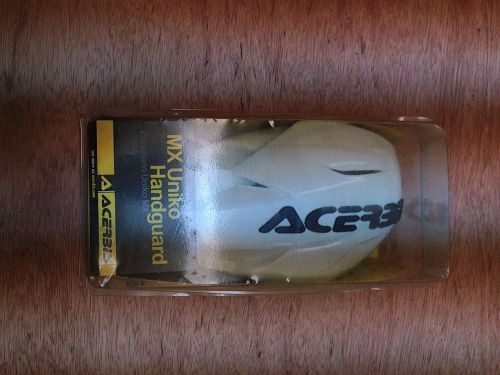 MX Uniko
Handguard
ACERBIS
ACERBIS